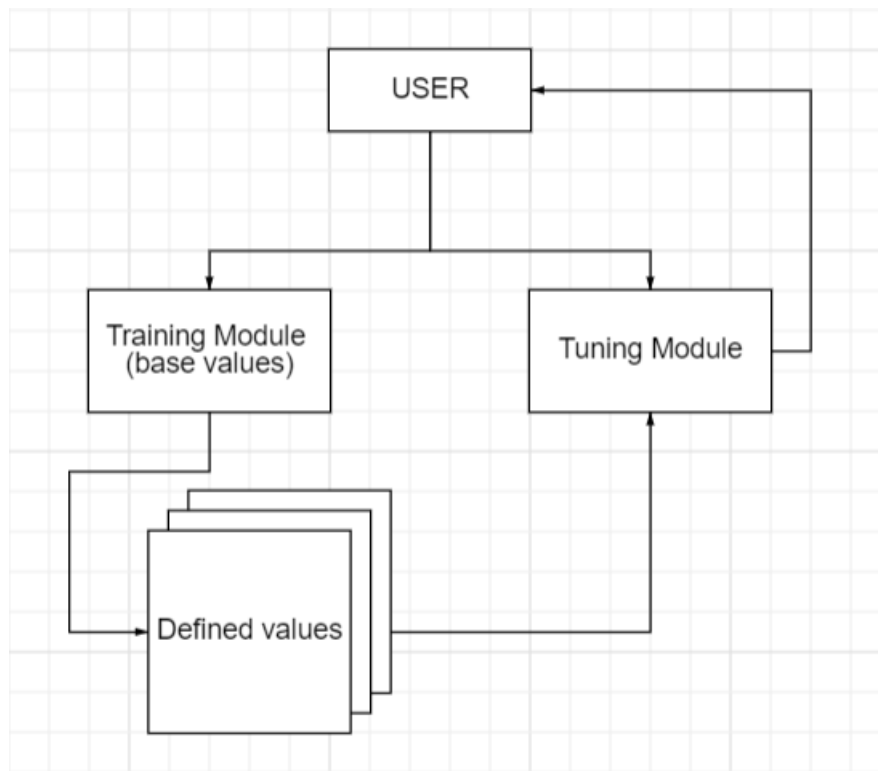 USER
Training Module
(base values)
Tuning Module
Defined values